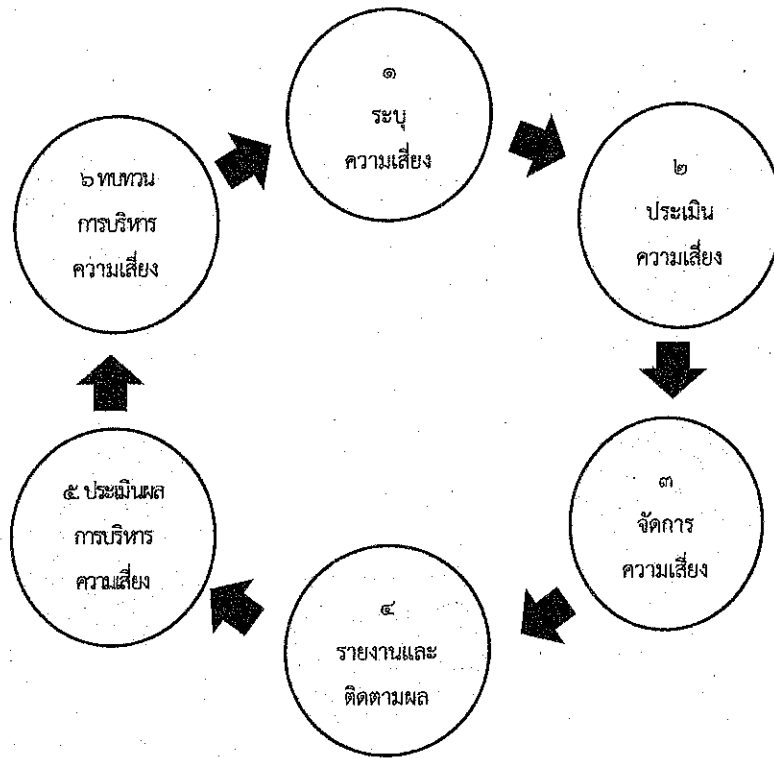 ๑
ระบุ
ความเสี่ยง
๒
ประเมิน
ความเสี่ยง
๓
จัดการ
ความเสี่ยง
๔
รายงานและ
ติดตามผล
๕. ประเมินผล
การบริหาร
ความเสี่ยง
๖ ทบทวน
การบริหาร
ความเสี่ยง